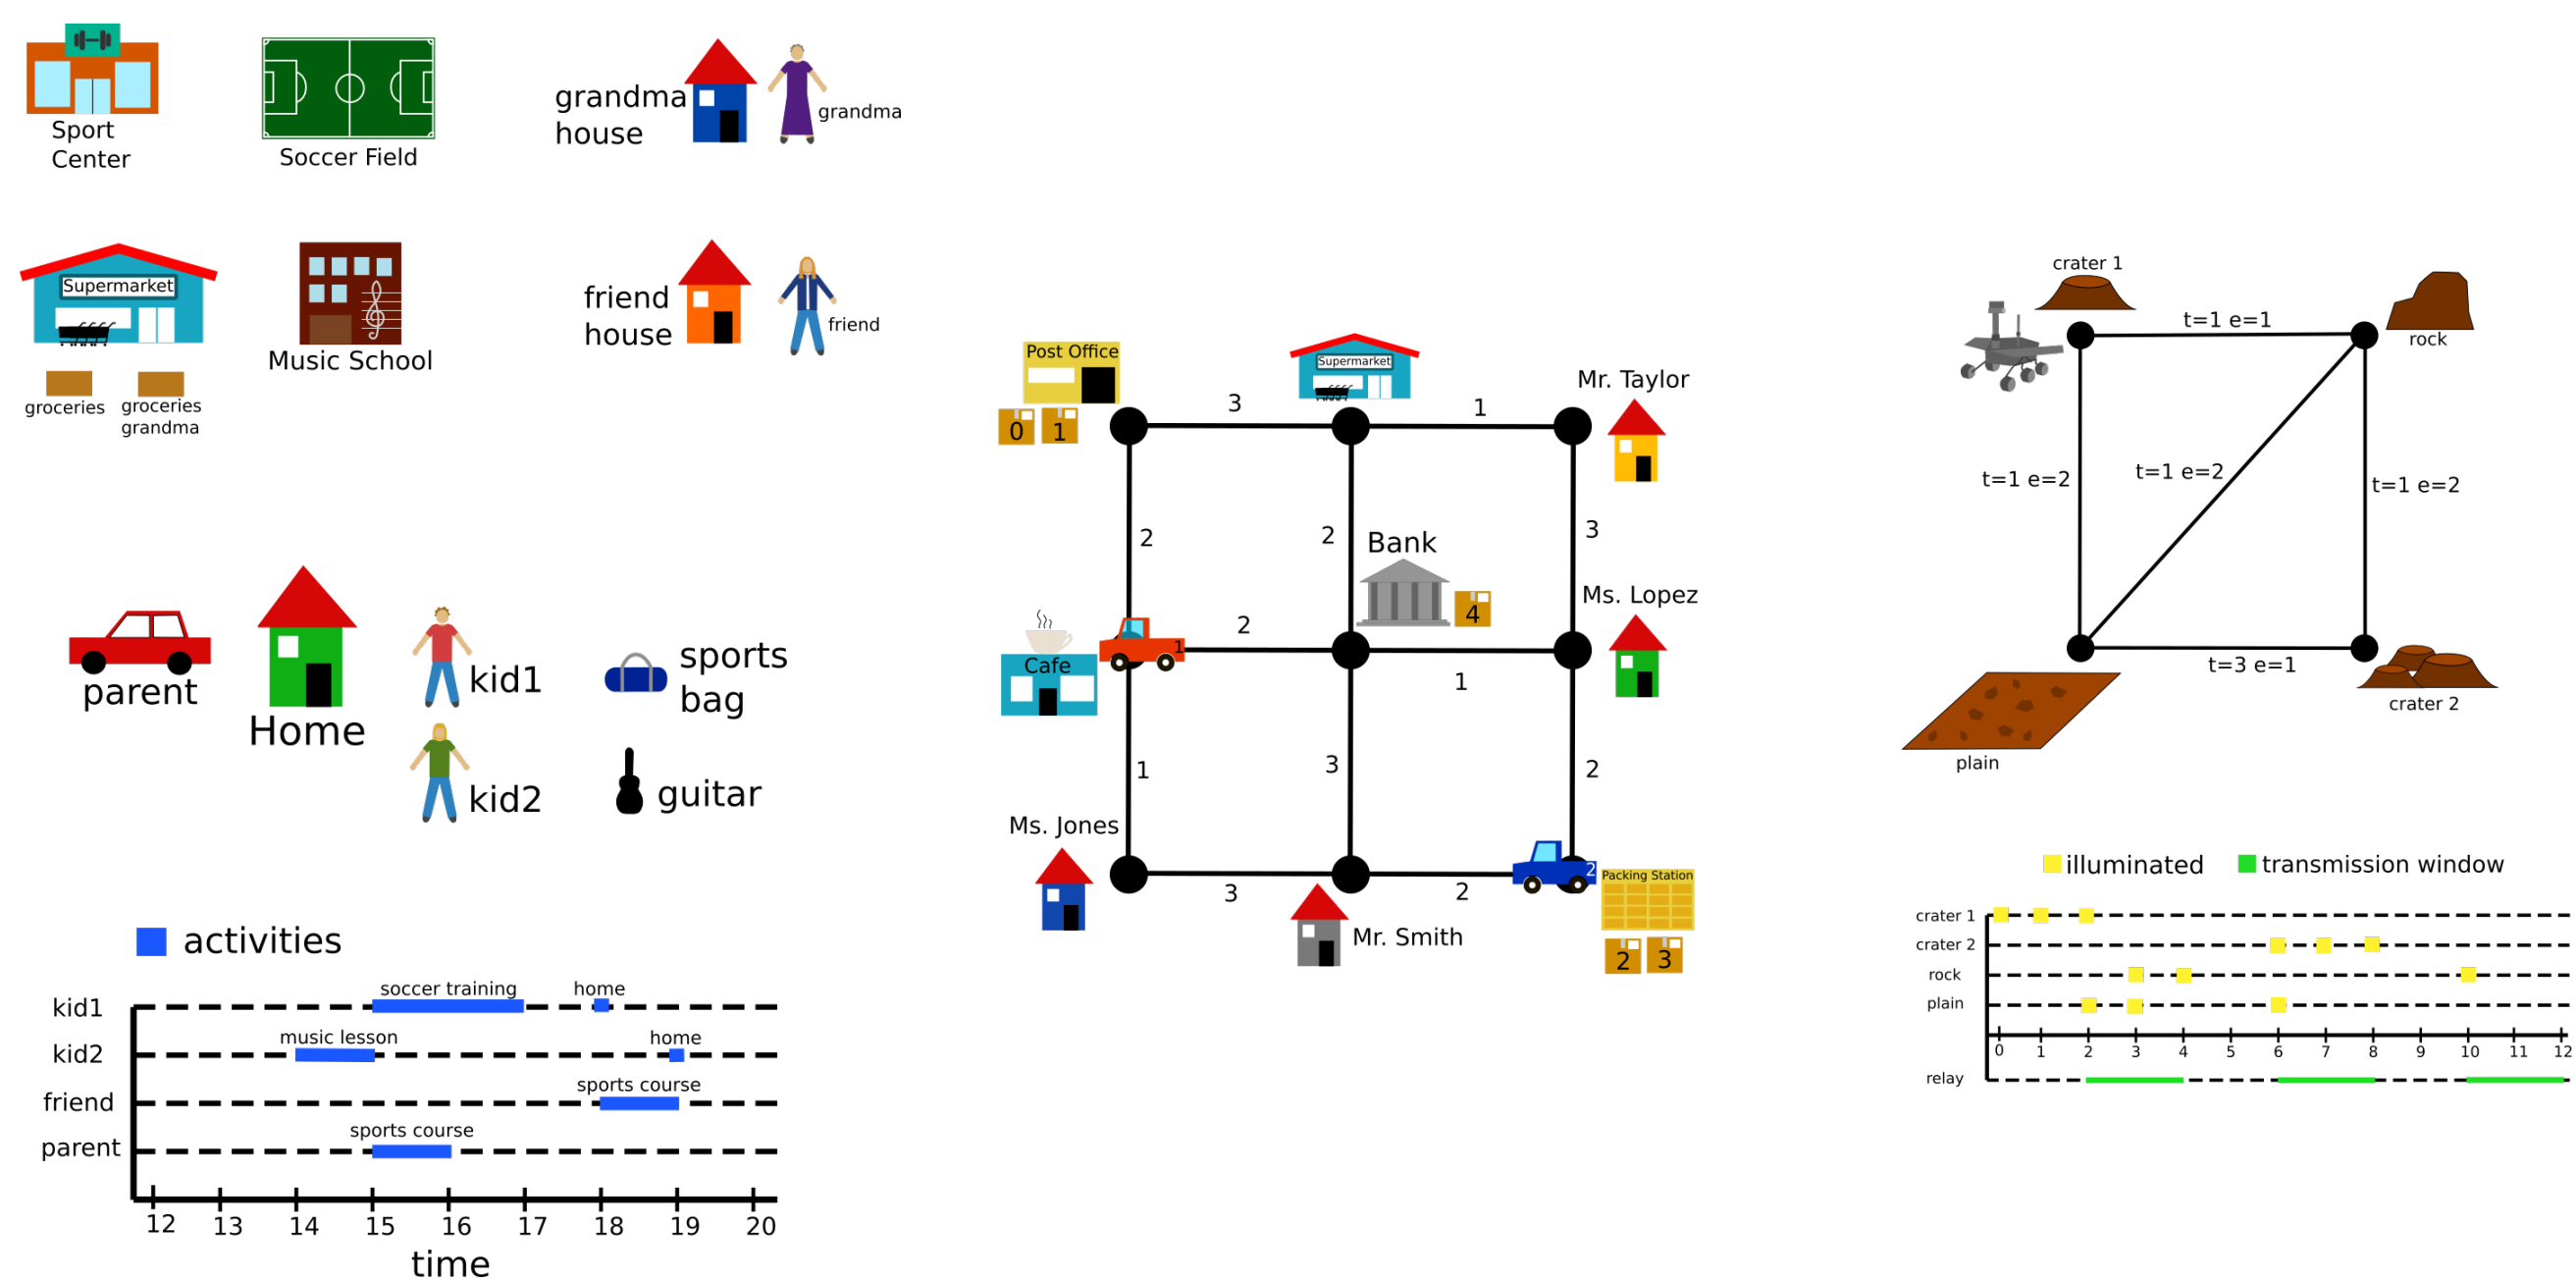 Sport
Center
Soccer Field
grandma
house
grandma
Supermarket
groceries
groceries
grandma
Music School
friend
house
friend
parent
Home
kid1
kid2
sports
bag
guitar
activities
kid1
soccer training
home
kid2
music lesson
home
friend
sports course
parent
sports course
12 13 14 15 16 17 18 19 20
time
Post Office
0 1
3
Supermarket
1
Mr. Taylor
2
2
3
Bank
4
Ms. Lopez
Cafe
1
2
1
1
3
2
Ms. Jones
3
Mr. Smith
2
2
Packing Station
2 3
crater 1
rock
t=1 e=1
t=1 e=2
t=1 e=2
t=1 e=2
t=3 e=1
plain
crater 2
illuminated
transmission window
crater 1
crater 2
rock
plain
0 1 2 3 4 5 6 7 8 9 10 11 12
relay